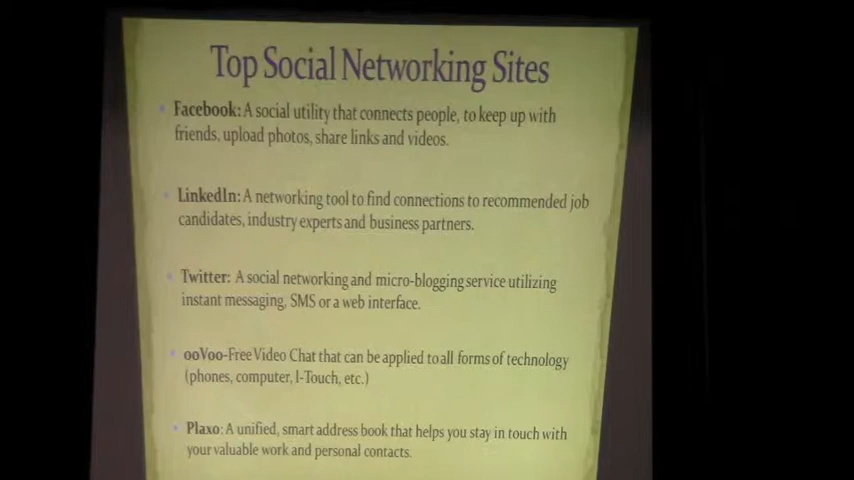 Top Social Networking Sites
Facebook: A social utility that connects people, to keep up with
friends, upload photos, share links and videos.
LinkedIn: A networking tool to find connections to recommended job
candidates, industry experts and business partners.
Twitter: A social networking and micro-blogging service utilizing
instant messaging, SMS or a web interface.
ooVoo-Free Video Chat that can be applied to all forms of technology
(phones, computer, I-Touch, etc.)
Plaxo: A unified, smart address book that helps you stay in touch with
your valuable work and personal contacts.